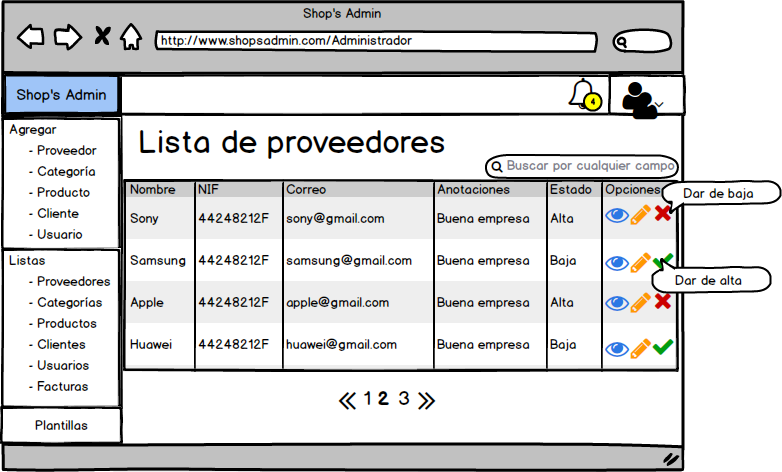 Shop's Admin
http://www.shopsadmin.com/Administrador
Shop's Admin
4
Agregar
- Proveedor
- Categoría
- Producto
- Cliente
- Usuario
Listas
- Proveedores
- Categorías
- Productos
- Clientes
- Usuarios
- Facturas
Plantillas
Lista de proveedores
Buscar por cualquier campo
Nombre NIF Correo Anotaciones Estado Opciones
Dar de baja
Sony 44248212F sony@gmail.com Buena empresa Alta
Samsung 44248212F samsung@gmail.com Buena empresa Baja
Dar de alta
Apple 44248212F apple@gmail.com Buena empresa Alta
Huawei 44248212F huawei@gmail.com Buena empresa Baja
1 2 3